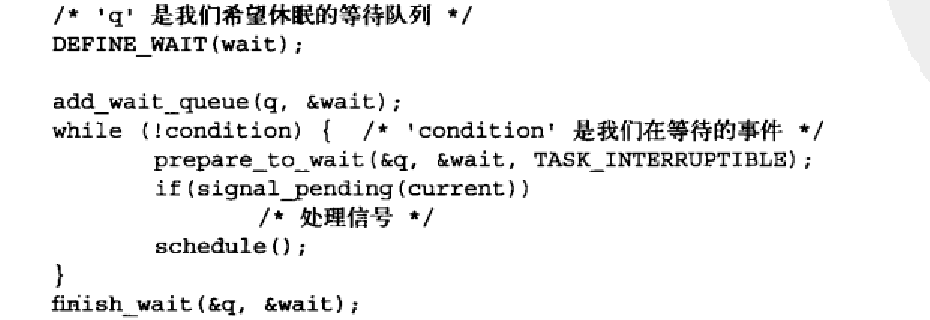 /* 'q' 是我们希望休眠的等待队列 */
DEFINE_WAIT(wait);

add_wait_queue(q, &wait);
while (!condition) {  /* 'condition' 是我们在等待的事件 */
        prepare_to_wait(&q, &wait, TASK_INTERRUPTIBLE);
        if(signal_pending(current))
                /* 处理信号 */
        schedule();
}
finish_wait(&q, &wait);